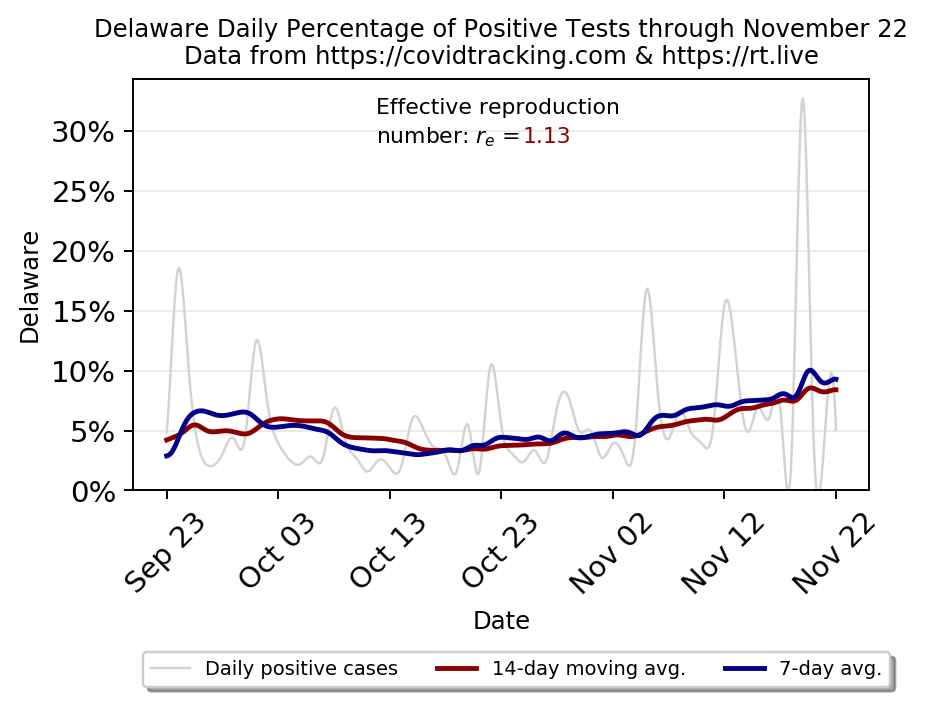 Delaware Daily Percentage of Positive Tests through November 22
Data from https://covidtracking.com & https://rt.live
Effective reproduction
number: rₑ =1.13
30%
25%
20%
15%
10%
5%
0%
Delaware
Sep 23
Oct 03
Oct 13
Oct 23
Nov 02
Nov 12
Nov 22
Date
Daily positive cases
14-day moving avg.
7-day avg.